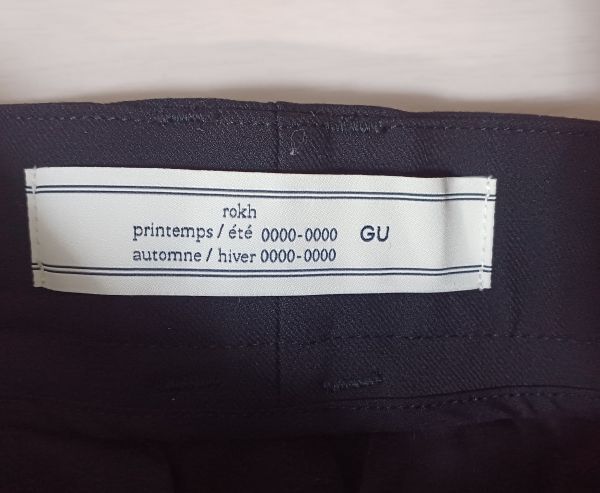 rokh
printemps / été 0000-0000 GU
automne / hiver 0000-0000